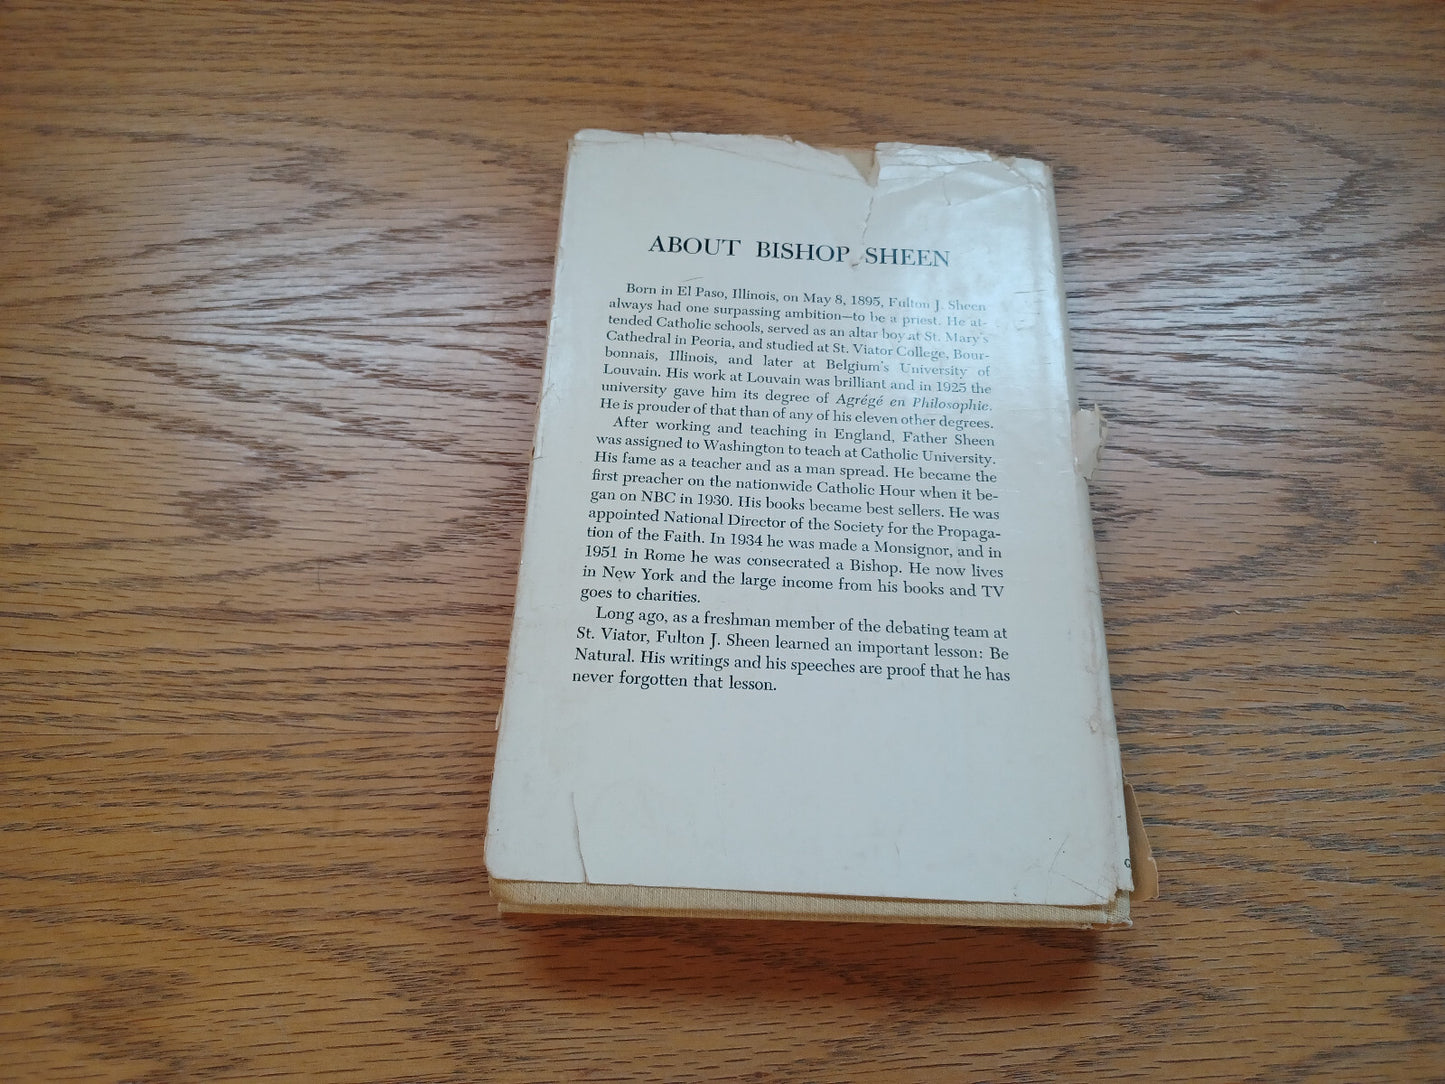 ABOUT BISHOP SHEEN
Born in El Paso, Illinois, on May 8, 1895, Fulton J. Sheen
always had one surpassing ambition—to be a priest. He at-
tended Catholic schools, served as an altar boy at St. Mary's
Cathedral in Peoria, and studied at St. Viator College, Bour-
bonnais, Illinois, and later at Belgium's University of
Louvain. His work at Louvain was brilliant and in 1925 the
university gave him its degree of Agrégé en Philosophie.
He is prouder of that than of any of his eleven other degrees.
After working and teaching in England, Father Sheen
was assigned to Washington to teach at Catholic University.
His fame as a teacher and as a man spread. He became the
first preacher on the nationwide Catholic Hour when it be-
gan on NBC in 1930. His books became best sellers. He was
appointed National Director of the Society for the Propaga-
tion of the Faith. In 1934 he was made a Monsignor, and in
1951 in Rome he was consecrated a Bishop. He now lives
in New York and the large income from his books and TV
goes to charities.
Long ago, as a freshman member of the debating team at
St. Viator, Fulton J. Sheen learned an important lesson: Be
Natural. His writings and his speeches are proof that he has
never forgotten that lesson.